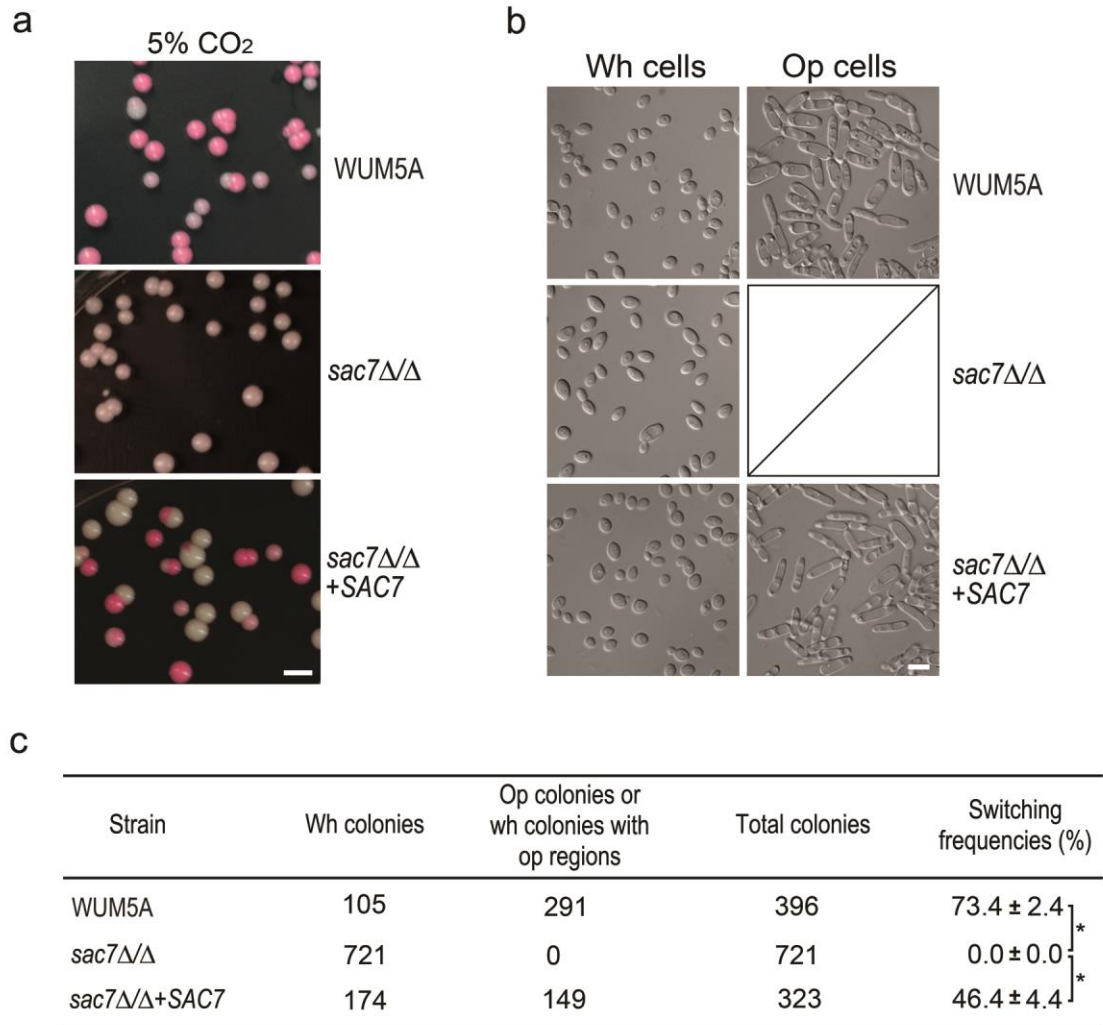 a
5% CO2
WUM5A
sac7Δ/Δ
sac7Δ/Δ
+SAC7
b
Wh cells
Op cells
WUM5A
sac7Δ/Δ
sac7Δ/Δ
+SAC7
c
Strain
Wh colonies
Op colonies or
wh colonies with
op regions
Total colonies
Switching
frequencies (%)
WUM5A 105 291 396 73.4 ± 2.4
*
sac7Δ/Δ 721 0 721 0.0 ± 0.0
*
sac7Δ/Δ+SAC7 174 149 323 46.4 ± 4.4